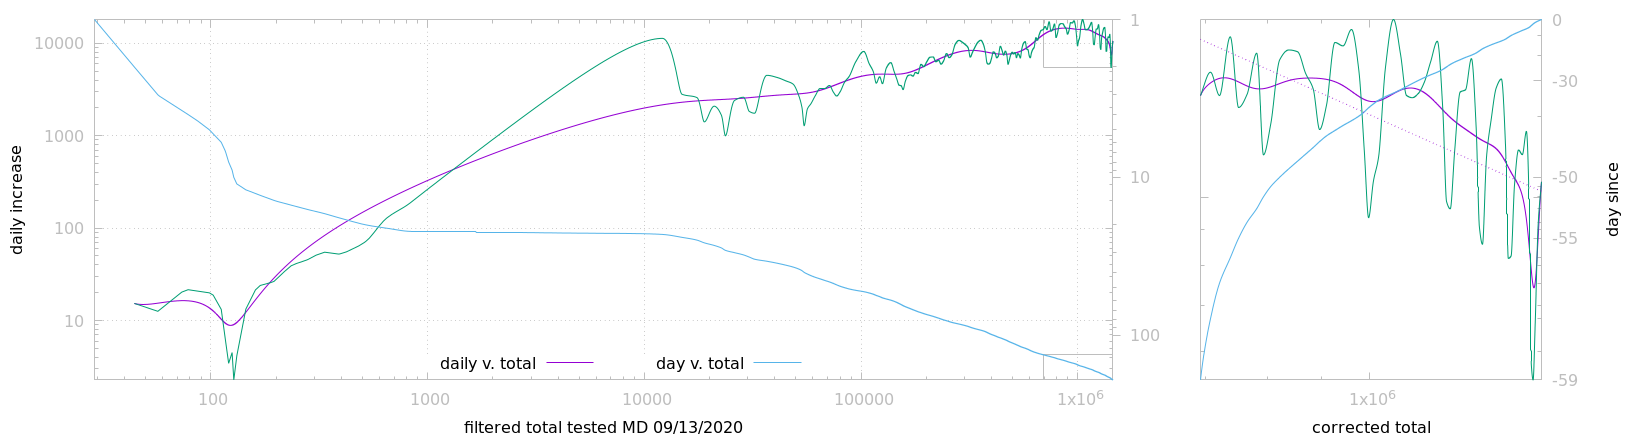 10000
1000
100
10
daily increase
1
10
100
daily v. total
day v. total
100
1000
10000
100000
1x10^6
filtered total tested MD 09/13/2020
0
-30
-50
-55
-59
day since
1x10^6
corrected total